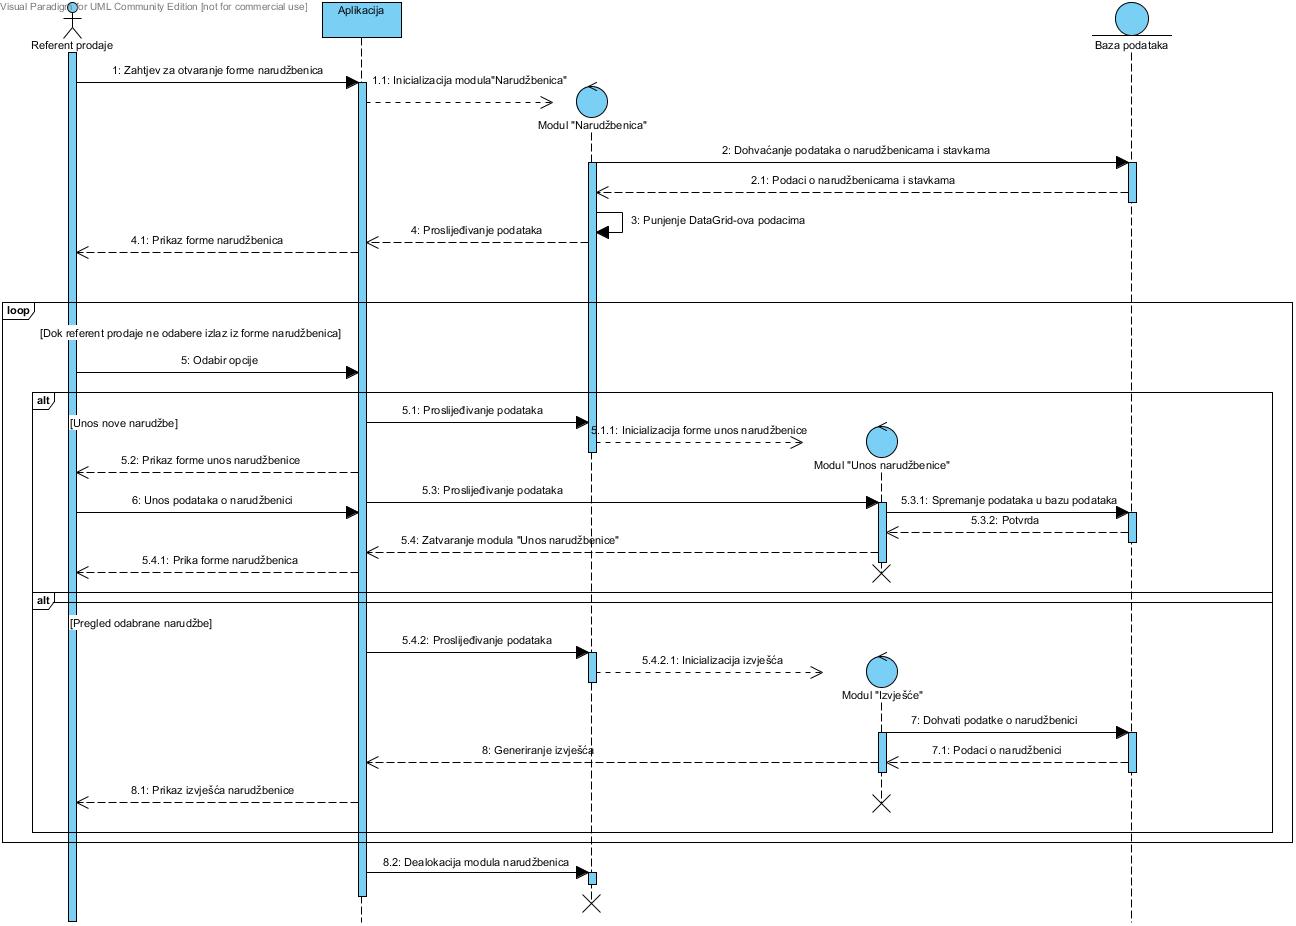 Visual Paradigm for UML Community Edition [not for commercial use]
Referent prodaje
Aplikacija
Baza podataka
1: Zahtjev za otvaranje forme narudžbenica
1.1: Inicializacija modula"Narudžbenica"
Modul "Narudžbenica"
2: Dohvaćanje podataka o narudžbenicama i stavkama
2.1: Podaci o narudžbenicama i stavkama
3: Punjenje DataGrid-ova podacima
4: Proslijeđivanje podataka
4.1: Prikaz forme narudžbenica
loop
[Dok referent prodaje ne odabere izlaz iz forme narudžbenica]
5: Odabir opcije
alt
[Unos nove narudžbe]
5.1: Proslijeđivanje podataka
5.1.1: Inicializacija forme unos narudžbenice
Modul "Unos narudžbenice"
5.2: Prikaz forme unos narudžbenice
5.3: Proslijeđivanje podataka
6: Unos podataka o narudžbenici
5.3.1: Spremanje podataka u bazu podataka
5.3.2: Potvrda
5.4: Zatvaranje modula "Unos narudžbenice"
5.4.1: Prika forme narudžbenica
alt
[Pregled odabrane narudžbe]
5.4.2: Proslijeđivanje podataka
5.4.2.1: Inicializacija izvješća
Modul "Izvješće"
7: Dohvati podatke o narudžbenici
8: Generiranje izvješća
7.1: Podaci o narudžbenici
8.1: Prikaz izvješća narudžbenice
8.2: Dealokacija modula narudžbenica